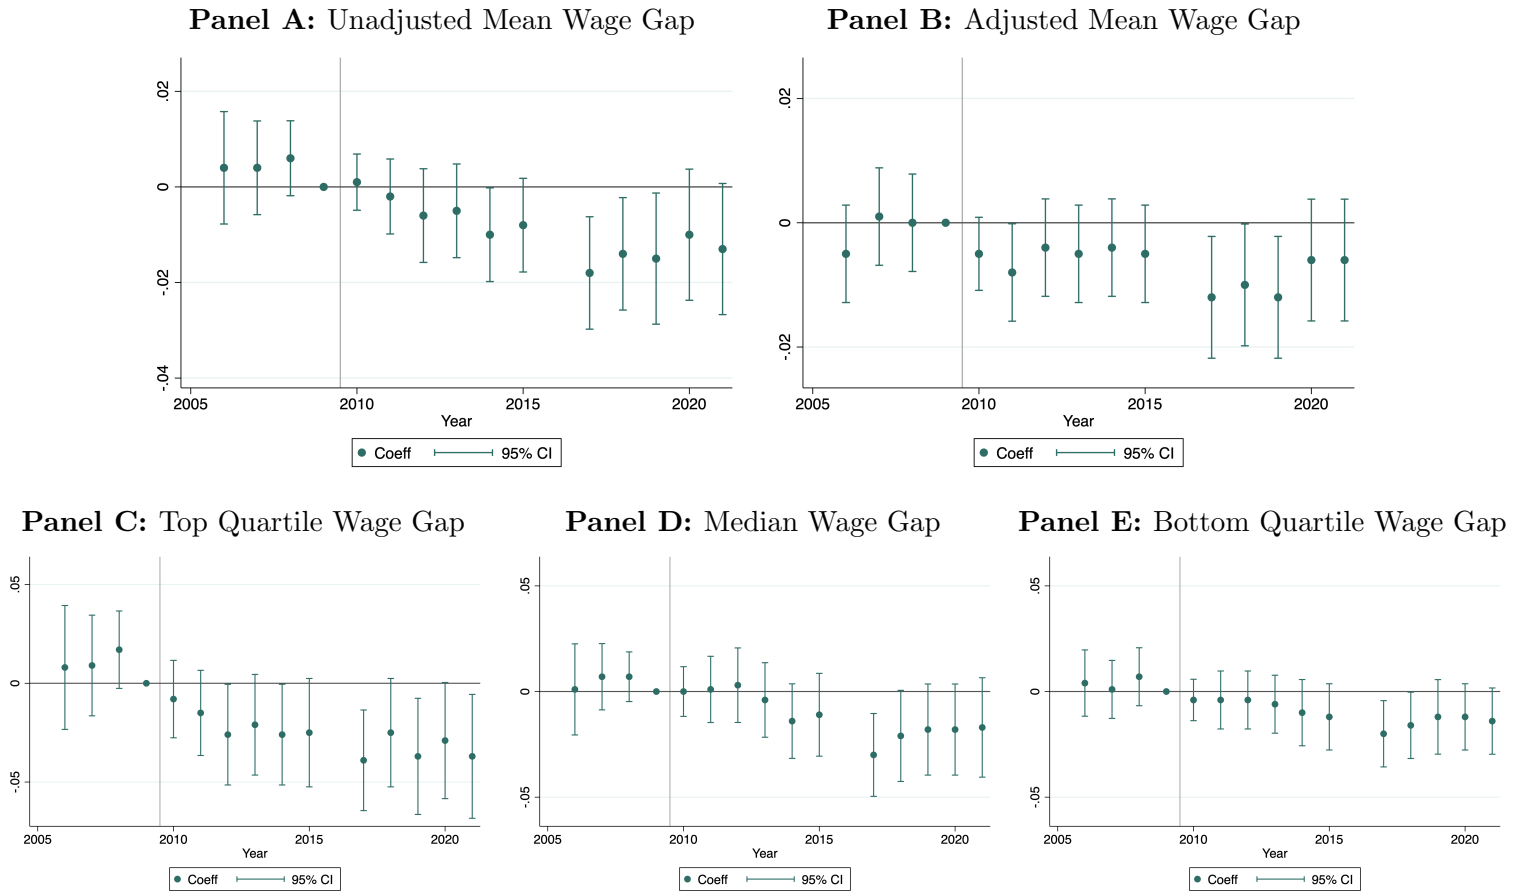 Panel A: Unadjusted Mean Wage Gap
.02
0
-.02
-.04
2005 2010 2015 2020
Year
Coeff 95% CI
Panel B: Adjusted Mean Wage Gap
.02
0
-.02
2005 2010 2015 2020
Year
Coeff 95% CI
Panel C: Top Quartile Wage Gap
.05
0
-.05
2005 2010 2015 2020
Year
Coeff 95% CI
Panel D: Median Wage Gap
.05
0
-.05
2005 2010 2015 2020
Year
Coeff 95% CI
Panel E: Bottom Quartile Wage Gap
.05
0
-.05
2005 2010 2015 2020
Year
Coeff 95% CI